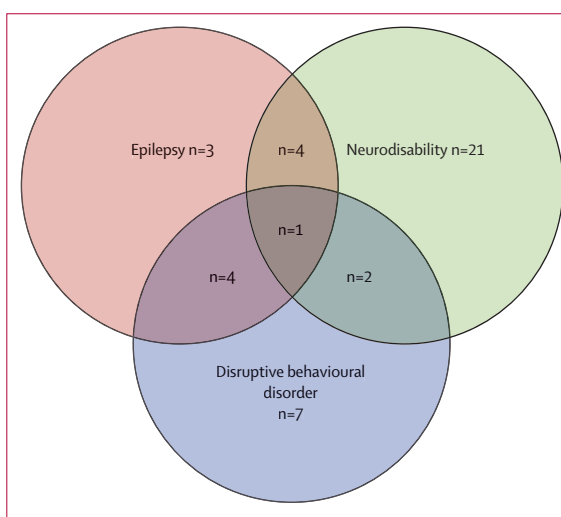 Epilepsy n=3
n=4
Neurodisability n=21
n=1
n=4
n=2
Disruptive behavioural
disorder
n=7